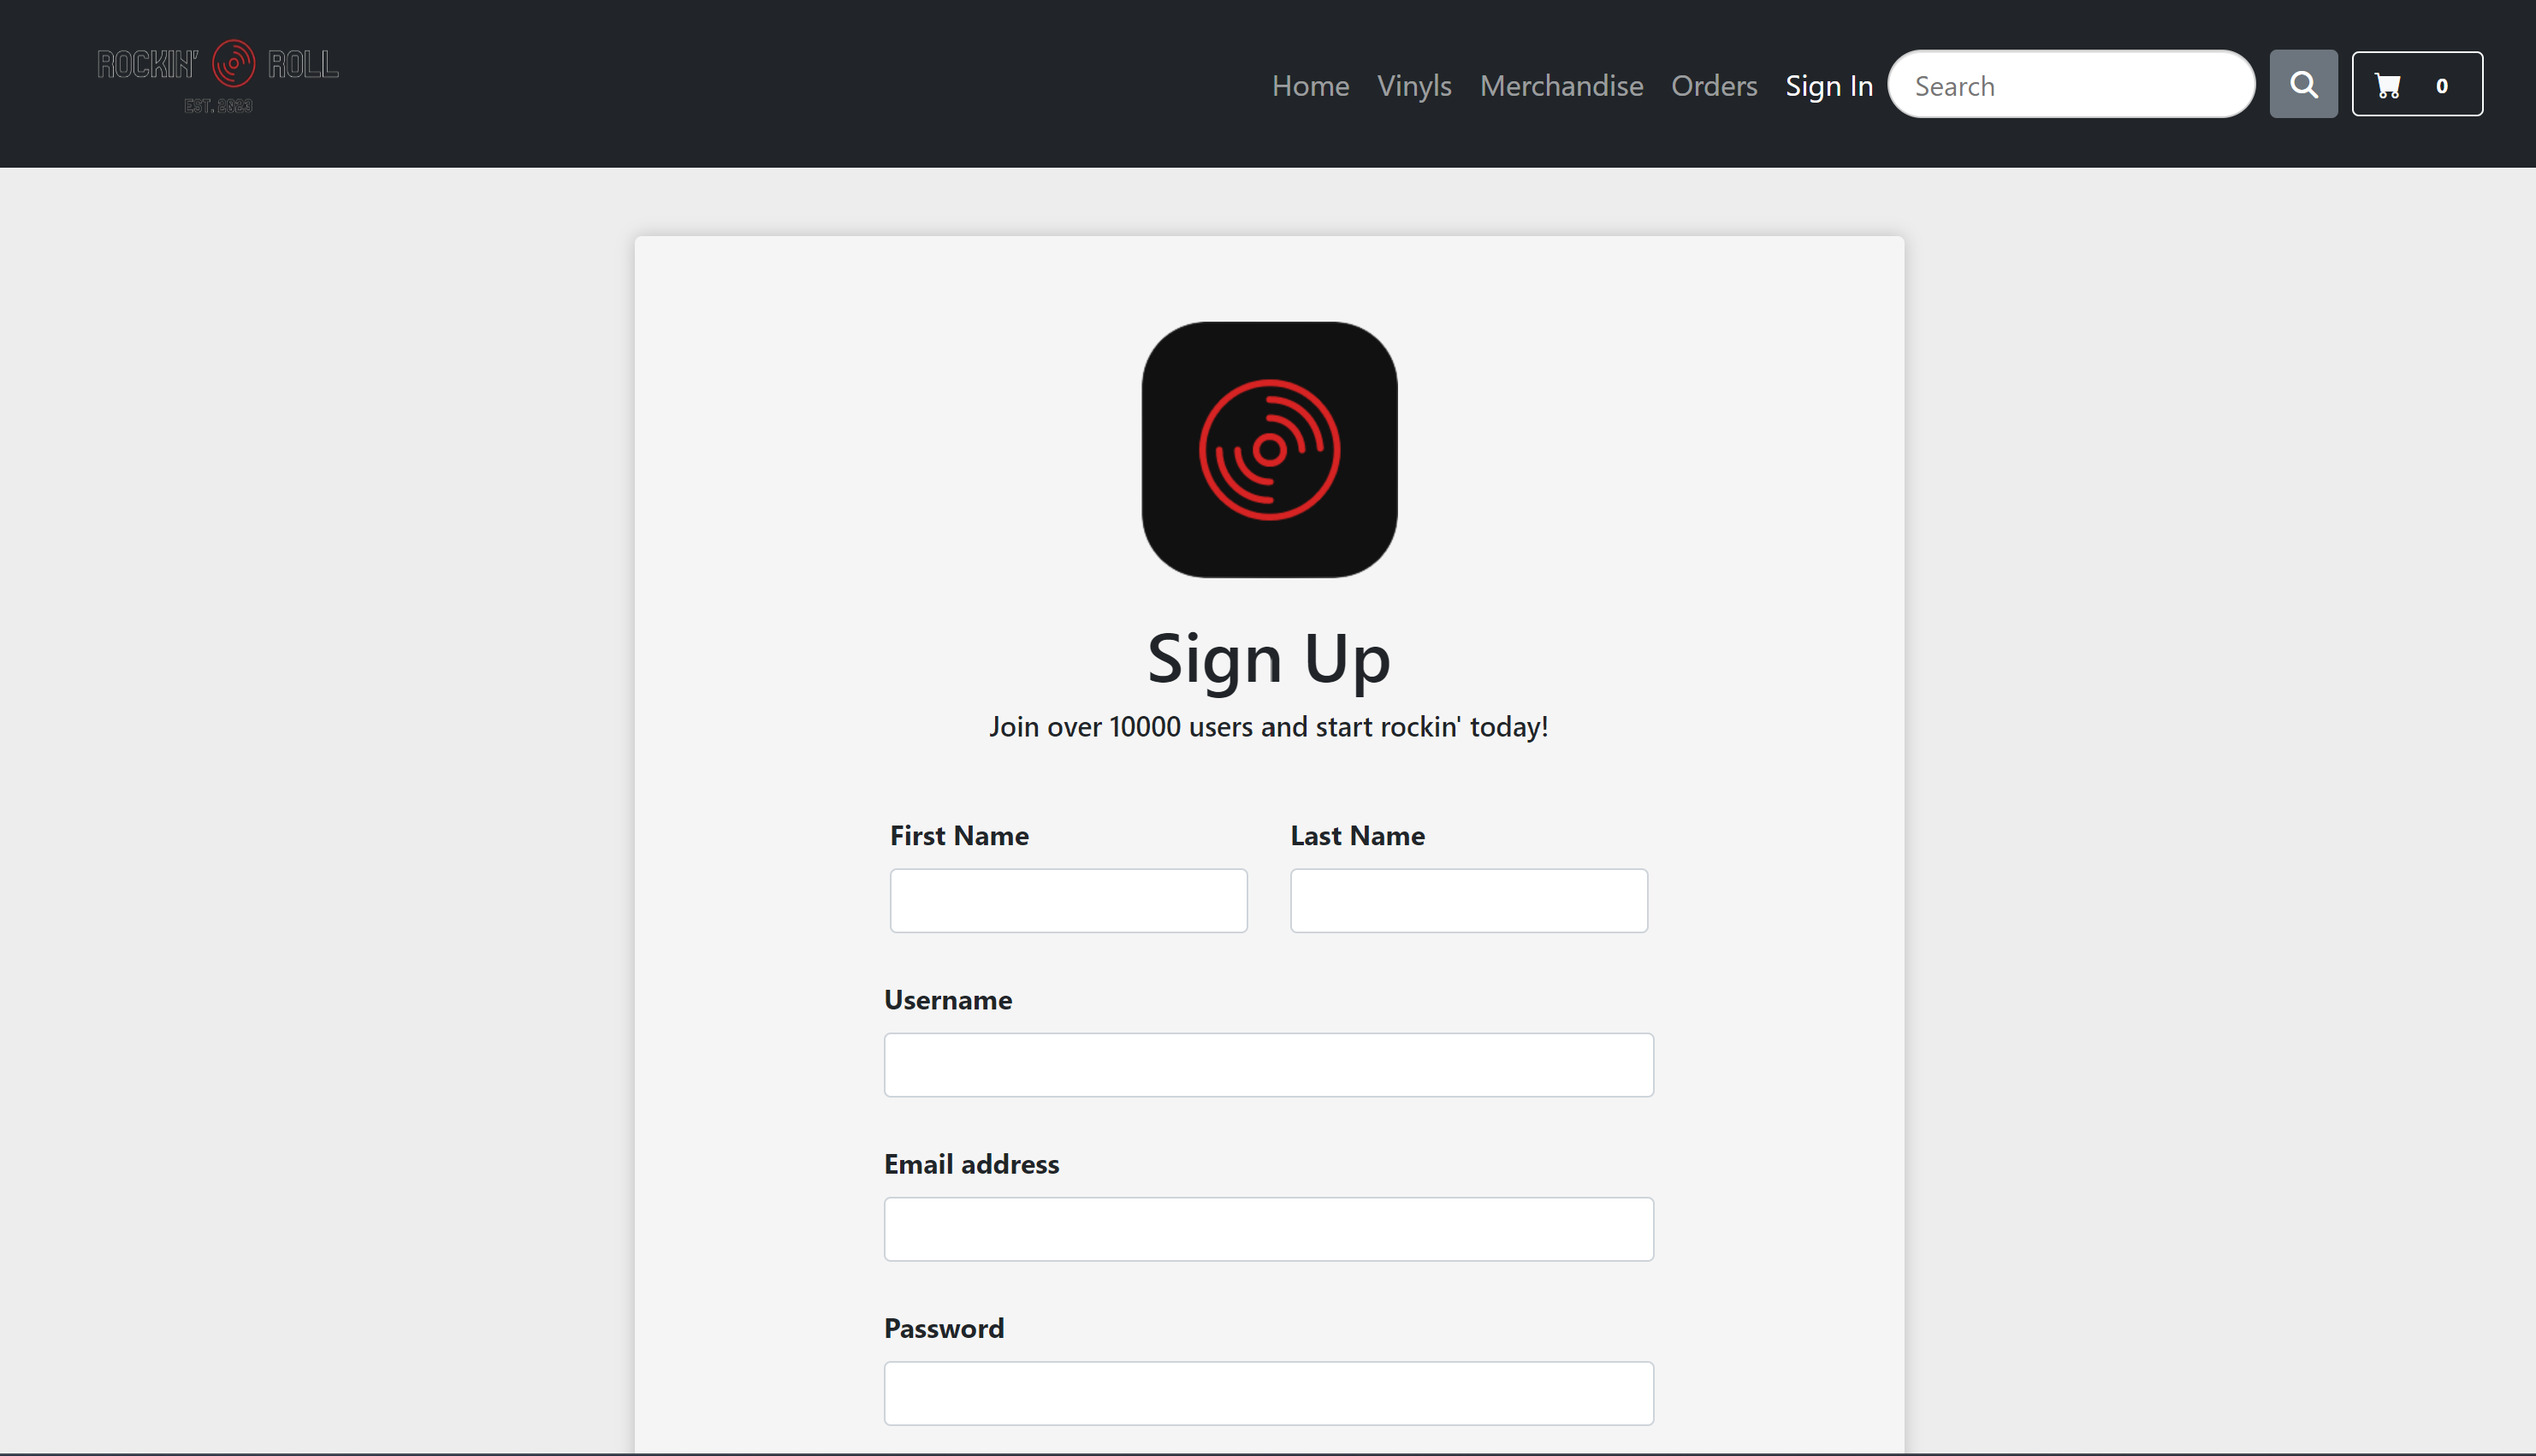 ROCKIN' ROLL
EST. 2023
Home Vinyls Merchandise Orders Sign In Search 0
Sign Up
Join over 10000 users and start rockin' today!
First Name Last Name
Username
Email address
Password